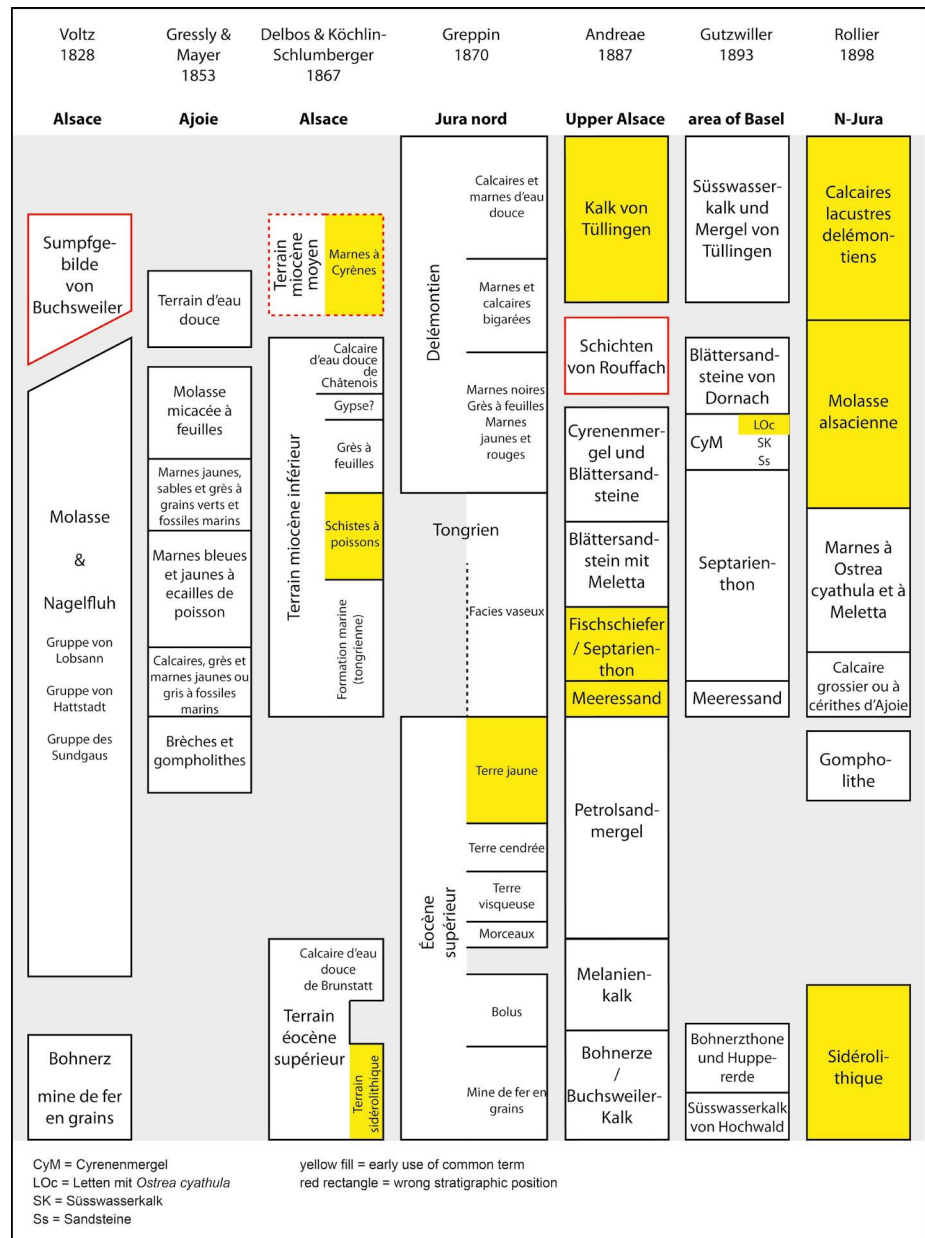 Voltz
1828
Alsace
Gressly &
Mayer
1853
Ajoie
Delbos & Köchlin-
Schlumberger
1867
Alsace
Greppin
1870
Jura nord
Andreae
1887
Upper Alsace
Gutzwiller
1893
area of Basel
Rollier
1898
N-Jura
Sumpfge-
bilde
von
Buchsweiler
Molasse
&
Nagelfluh
Gruppe von
Lobsann
Gruppe von
Hattstadt
Gruppe des
Sundgaus
Bohnerz
mine de fer
en grains
Terrain d'eau
douce
Molasse
micacée à
feuilles
Marnes jaunes,
sables et grès à
grains verts et
fossiles marins
Marnes bleues
et jaunes à
ecailles de
poisson
Calcaires, grès et
marnes jaunes ou
gris à fossiles
marins
Brèches et
gompholithes
Terrain
miocène
moyen
Marnes à
Cyrènes
Terrain miocène inférieur
Calcaire
d'eau douce
de
Châtenois
Gypse?
Grès à
feuilles
Schistes à
poissons
Formation marine
(tongrienne)
Calcaire d'eau
douce
de Brunstatt
Terrain
éocène
supérieur
Terrain
sidérolithique
Delémontien
Calcaires et
marnes d'eau
douce
Marnes et
calcaires
bigarées
Marnes noires
Grès à feuilles
Marnes
jaunes et
rouges
Tongrien
Facies vaseux
Éocène
supérieur
Terre jaune
Terre cendrée
Terre
visqueuse
Morceaux
Bolus
Mine de fer en
grains
Kalk von
Tüllingen
Schichten
von Rouffach
Cyrenenmer-
gel und
Blättersand-
steine
Blättersand-
stein mit
Meletta
Fischschiefer
/ Septarien-
thon
Meeressand
Petrolsand-
mergel
Melanien-
kalk
Bohnerze
/
Buchsweiler-
Kalk
Süsswasser-
kalk und
Mergel von
Tüllingen
Blättersand-
steine von
Dornach
CyM
LOc
SK
Ss
Septarien-
thon
Meeressand
Bohnerzthone
und Huppe-
rerde
Süsswasserkalk
von Hochwald
Calcaires
lacustres
delémon-
tiens
Molasse
alsacienne
Marnes à
Ostrea
cyathula et à
Meletta
Calcaire
grossier ou à
cérithes d'Ajoie
Gompho-
lithe
Sidéroli-
thique
CyM = Cyrenenmergel
LOc = Letten mit Ostrea cyathula
SK = Süsswasserkalk
Ss = Sandsteine
yellow fill = early use of common term
red rectangle = wrong stratigraphic position